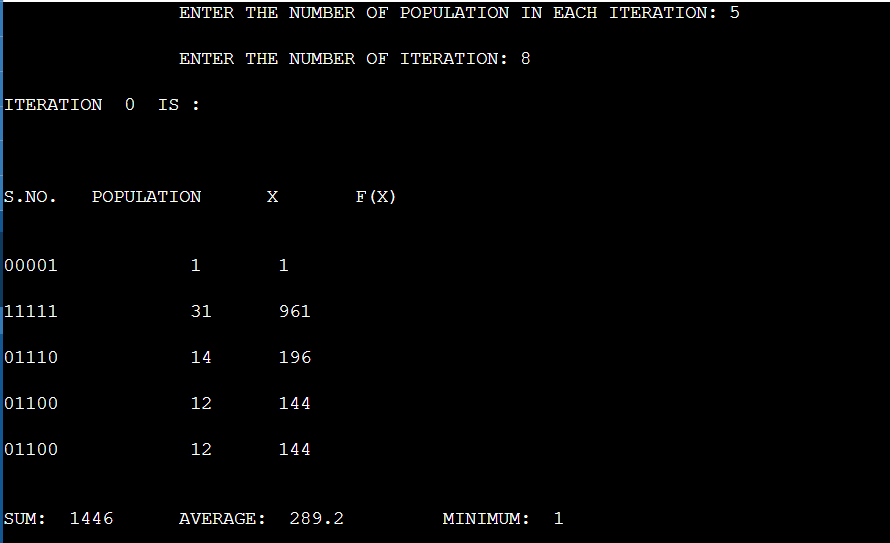 ENTER THE NUMBER OF POPULATION IN EACH ITERATION: 5
ENTER THE NUMBER OF ITERATION: 8
ITERATION 0 IS :
S.NO. POPULATION X F(X)
00001 1 1
11111 31 961
01110 14 196
01100 12 144
01100 12 144
SUM: 1446 AVERAGE: 289.2 MINIMUM: 1